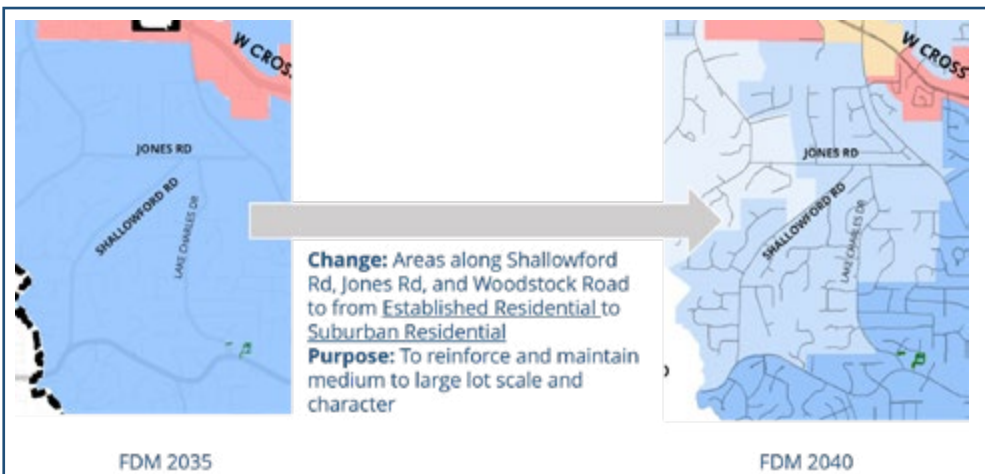 W CROSS
JONES RD
SHALLOWFORD RD
LAKE CHARLES DR
W CROSS
JONES RD
SHALLOWFORD RD
LAKE CHARLES DR
Change: Areas along Shallowford
Rd, Jones Rd, and Woodstock Road
to from Established Residential to
Suburban Residential
Purpose: To reinforce and maintain
medium to large lot scale and
character
FDM 2035
FDM 2040